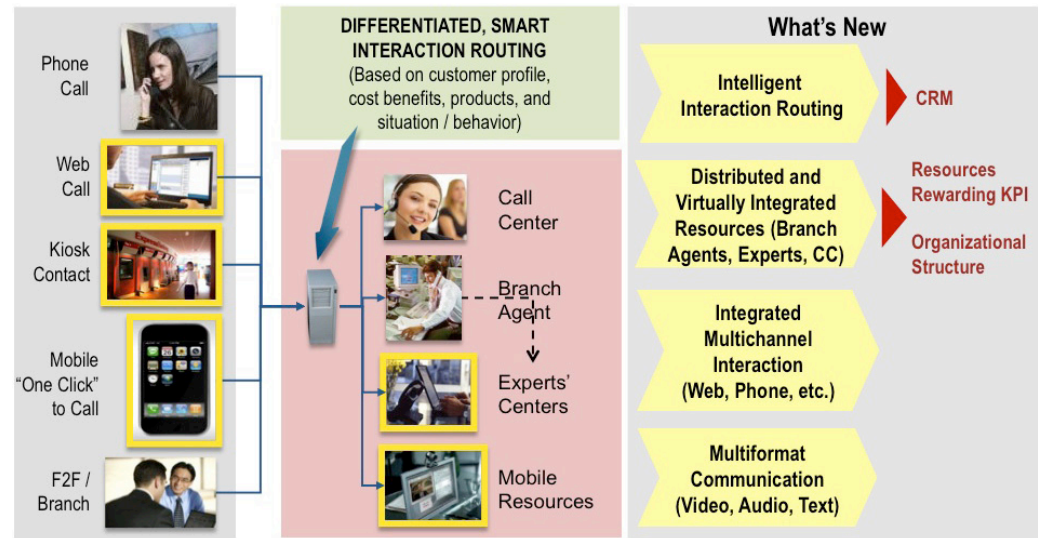 Phone
Call
Web
Call
Kiosk
Contact
Mobile
“One Click”
to Call
F2F /
Branch
DIFFERENTIATED, SMART
INTERACTION ROUTING
(Based on customer profile,
cost benefits, products, and
situation / behavior)
Call
Center
Branch
Agent
Experts’
Centers
Mobile
Resources
What’s New
Intelligent
Interaction Routing
CRM
Distributed and
Virtually Integrated
Resources (Branch
Agents, Experts, CC)
Resources
Rewarding KPI
Organizational
Structure
Integrated
Multichannel
Interaction
(Web, Phone, etc.)
Multiformat
Communication
(Video, Audio, Text)